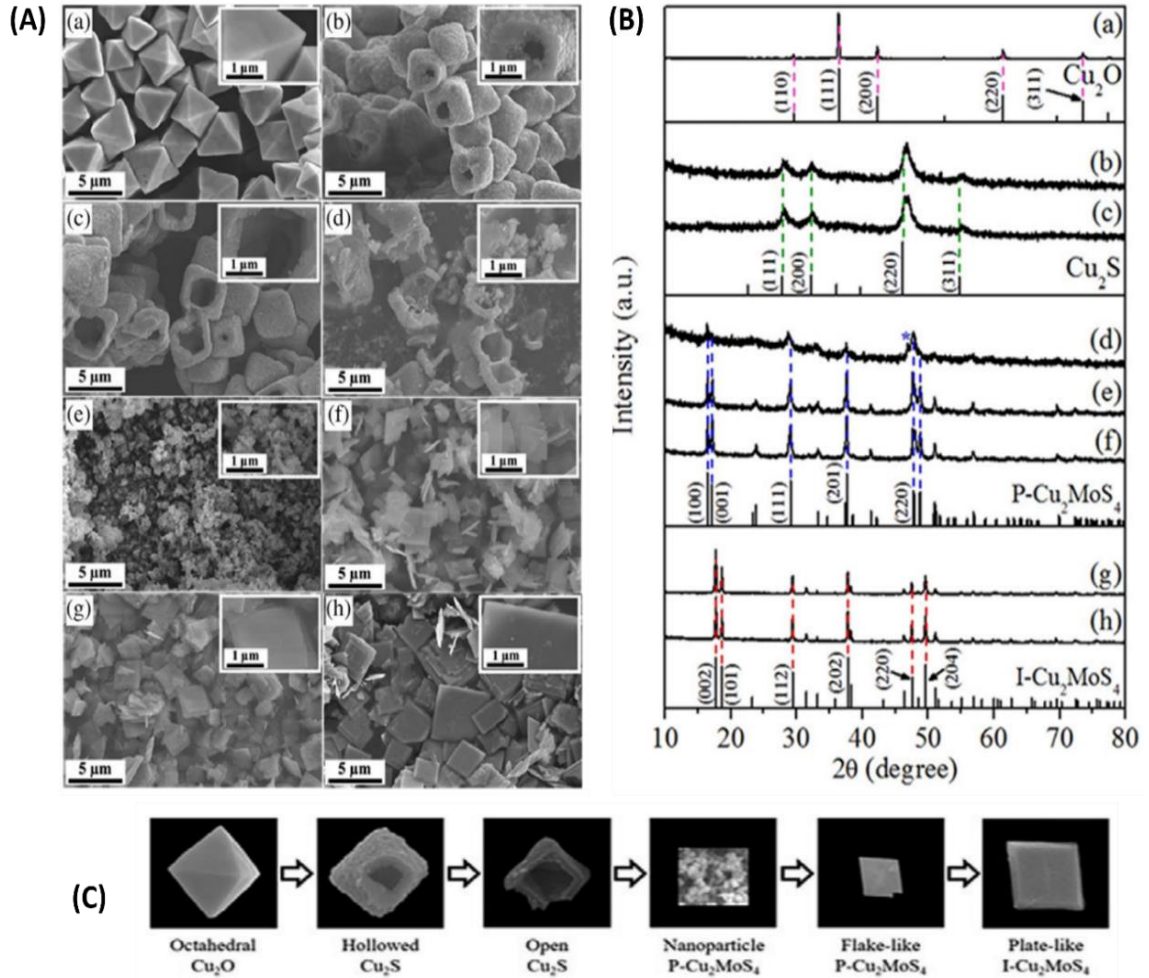 (A)
(a)
1 µm
5 µm
(b)
1 µm
5 µm
(c)
1 µm
5 µm
(d)
1 µm
5 µm
(e)
1 µm
5 µm
(f)
1 µm
5 µm
(g)
1 µm
5 µm
(h)
1 µm
5 µm
(B)
Intensity (a.u.)
(a)
Cu₂O
(110)
(111)
(200)
(220)
(311)
(b)
(c)
Cu₂S
(111)
(200)
(220)
(311)
*
(d)
(e)
(f)
P-Cu₂MoS₄
(100)
(001)
(111)
(201)
(220)
(g)
(h)
I-Cu₂MoS₄
(002)
(101)
(112)
(202)
(220)
(204)
10 20 30 40 50 60 70 80
2θ (degree)
(C)
Octahedral
Cu₂O
Hollowed
Cu₂S
Open
Cu₂S
Nanoparticle
P-Cu₂MoS₄
Flake-like
P-Cu₂MoS₄
Plate-like
I-Cu₂MoS₄